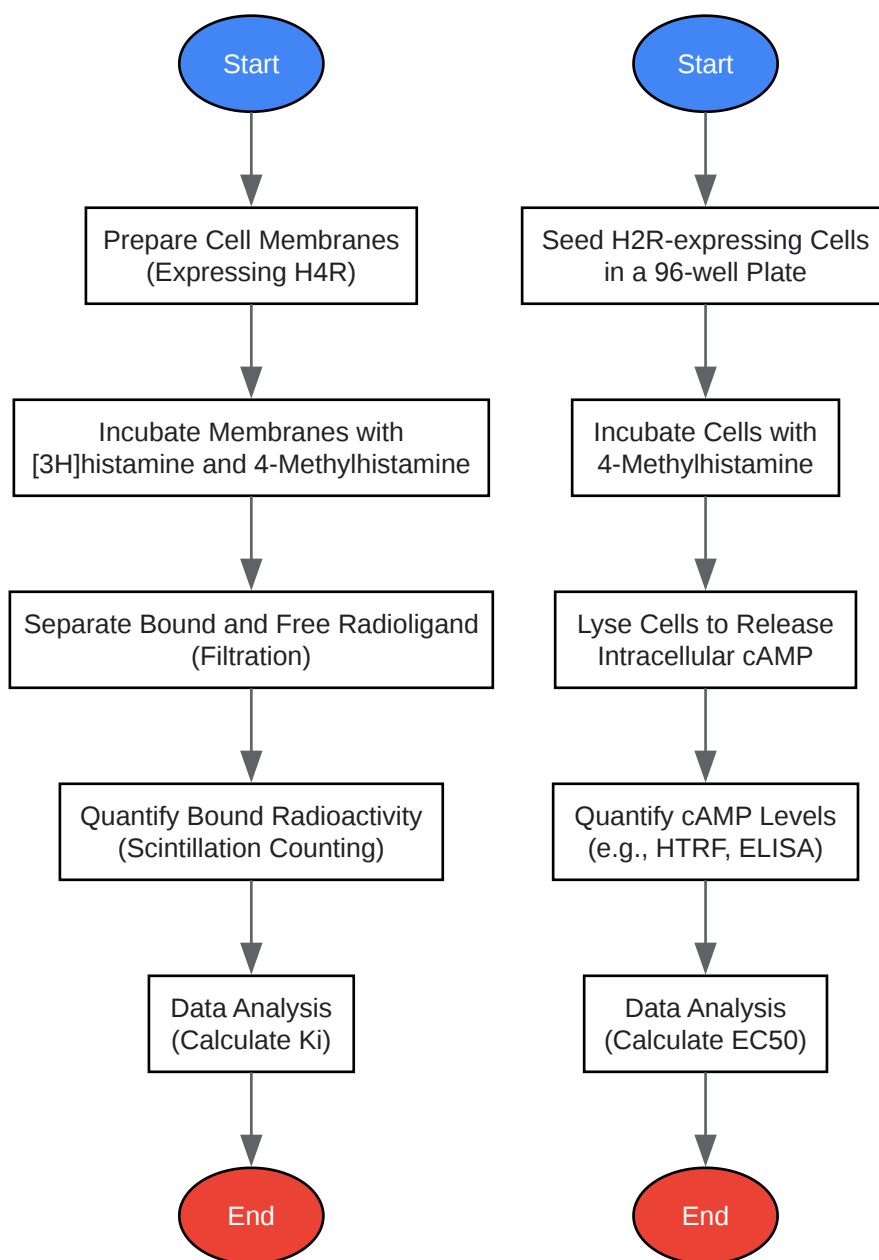 Start
Prepare Cell Membranes
(Expressing H4R)
Incubate Membranes with
[3H]histamine and 4-Methylhistamine
Separate Bound and Free Radioligand
(Filtration)
Quantify Bound Radioactivity
(Scintillation Counting)
Data Analysis
(Calculate Ki)
End
Start
Seed H2R-expressing Cells
in a 96-well Plate
Incubate Cells with
4-Methylhistamine
Lyse Cells to Release
Intracellular cAMP
Quantify cAMP Levels
(e.g., HTRF, ELISA)
Data Analysis
(Calculate EC50)
End